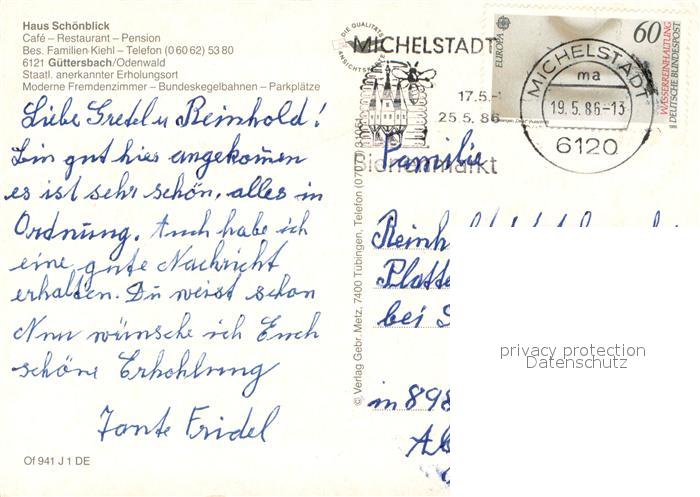 Haus Schönblick
Café – Restaurant – Pension
Bes. Familien Kiehl – Telefon (0 60 62) 53 80
6121 Güttersbach/Odenwald
Staatl. anerkannter Erholungsort
Moderne Fremdenzimmer – Bundeskegelbahnen – Parkplätze
Liebe Gretel u Reinhold!
Bin gut hier angekommen
es ist sehr schön, alles in
Ordnung. Auch habe ich
eine gute Nachricht
erhalten. Du weist schon
Nun wünsche ich Euch
schöne Erhohlung
Tante Fridel
Of 941 J 1 DE
© Verlag Gebr. Metz, 7400 Tübingen, Telefon (07071)
DIE QUALITÄTS
ANSICHTSKARTE
MICHELSTADT
17.5.-
25.5.86
Bienenmarkt
EUROPA
60
WASSERREINHALTUNG
DEUTSCHE BUNDESPOST
MICHELSTADT
ma
19.5.86-13
6120
Familie
Reinh
Platte
bei S
in 898
privacy protection
Datenschutz